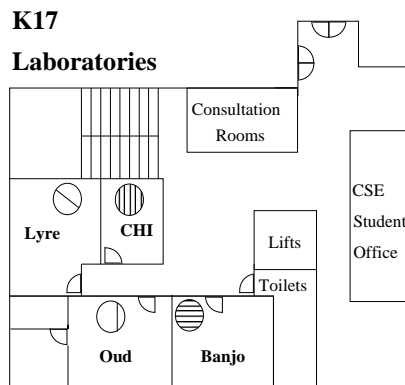 K17
Laboratories
Consultation
Rooms
CSE
Student
Office
Lyre
CHI
Lifts
Toilets
Oud
Banjo